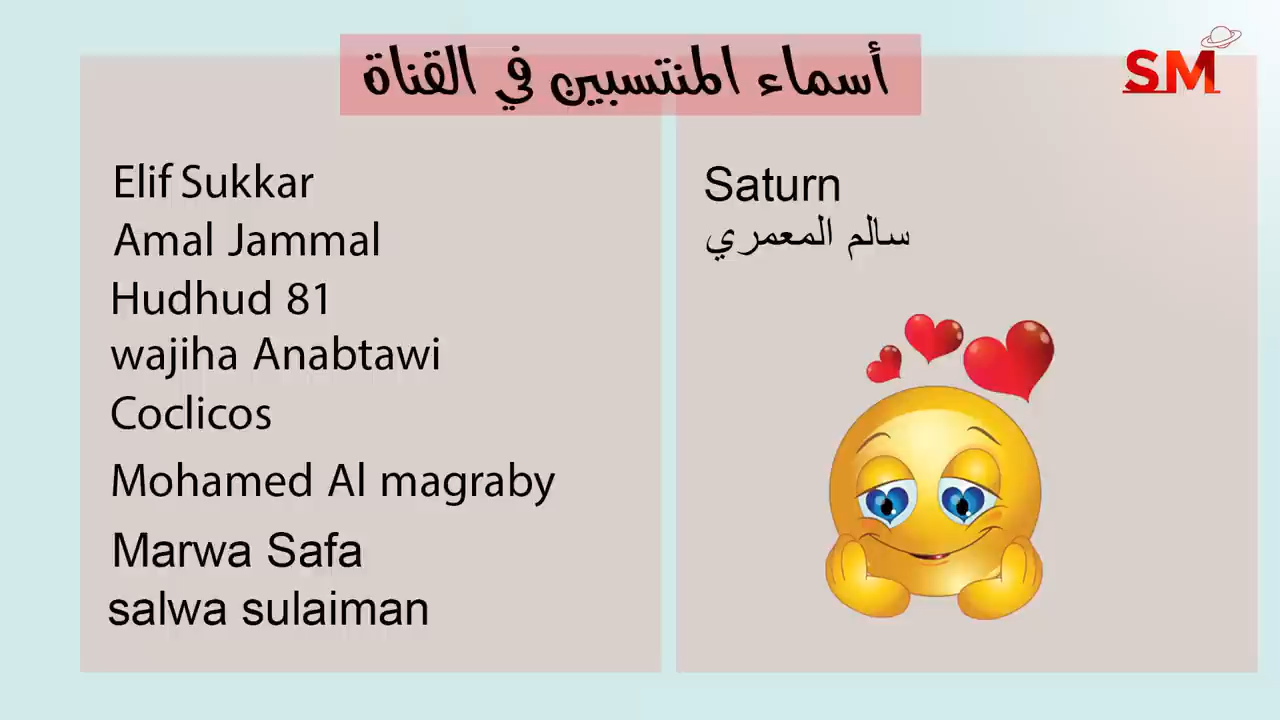 أسماء المنتسبين في القناة
SM
Elif Sukkar
Amal Jammal
Hudhud 81
wajiha Anabtawi
Coclicos
Mohamed Al magraby
Marwa Safa
salwa sulaiman
Saturn
سالم المعمري